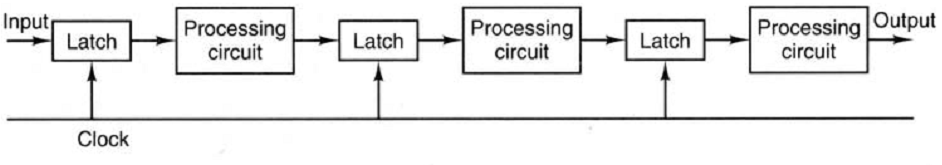 Input
Latch
Processing
circuit
Latch
Processing
circuit
Latch
Processing
circuit
Output
Clock